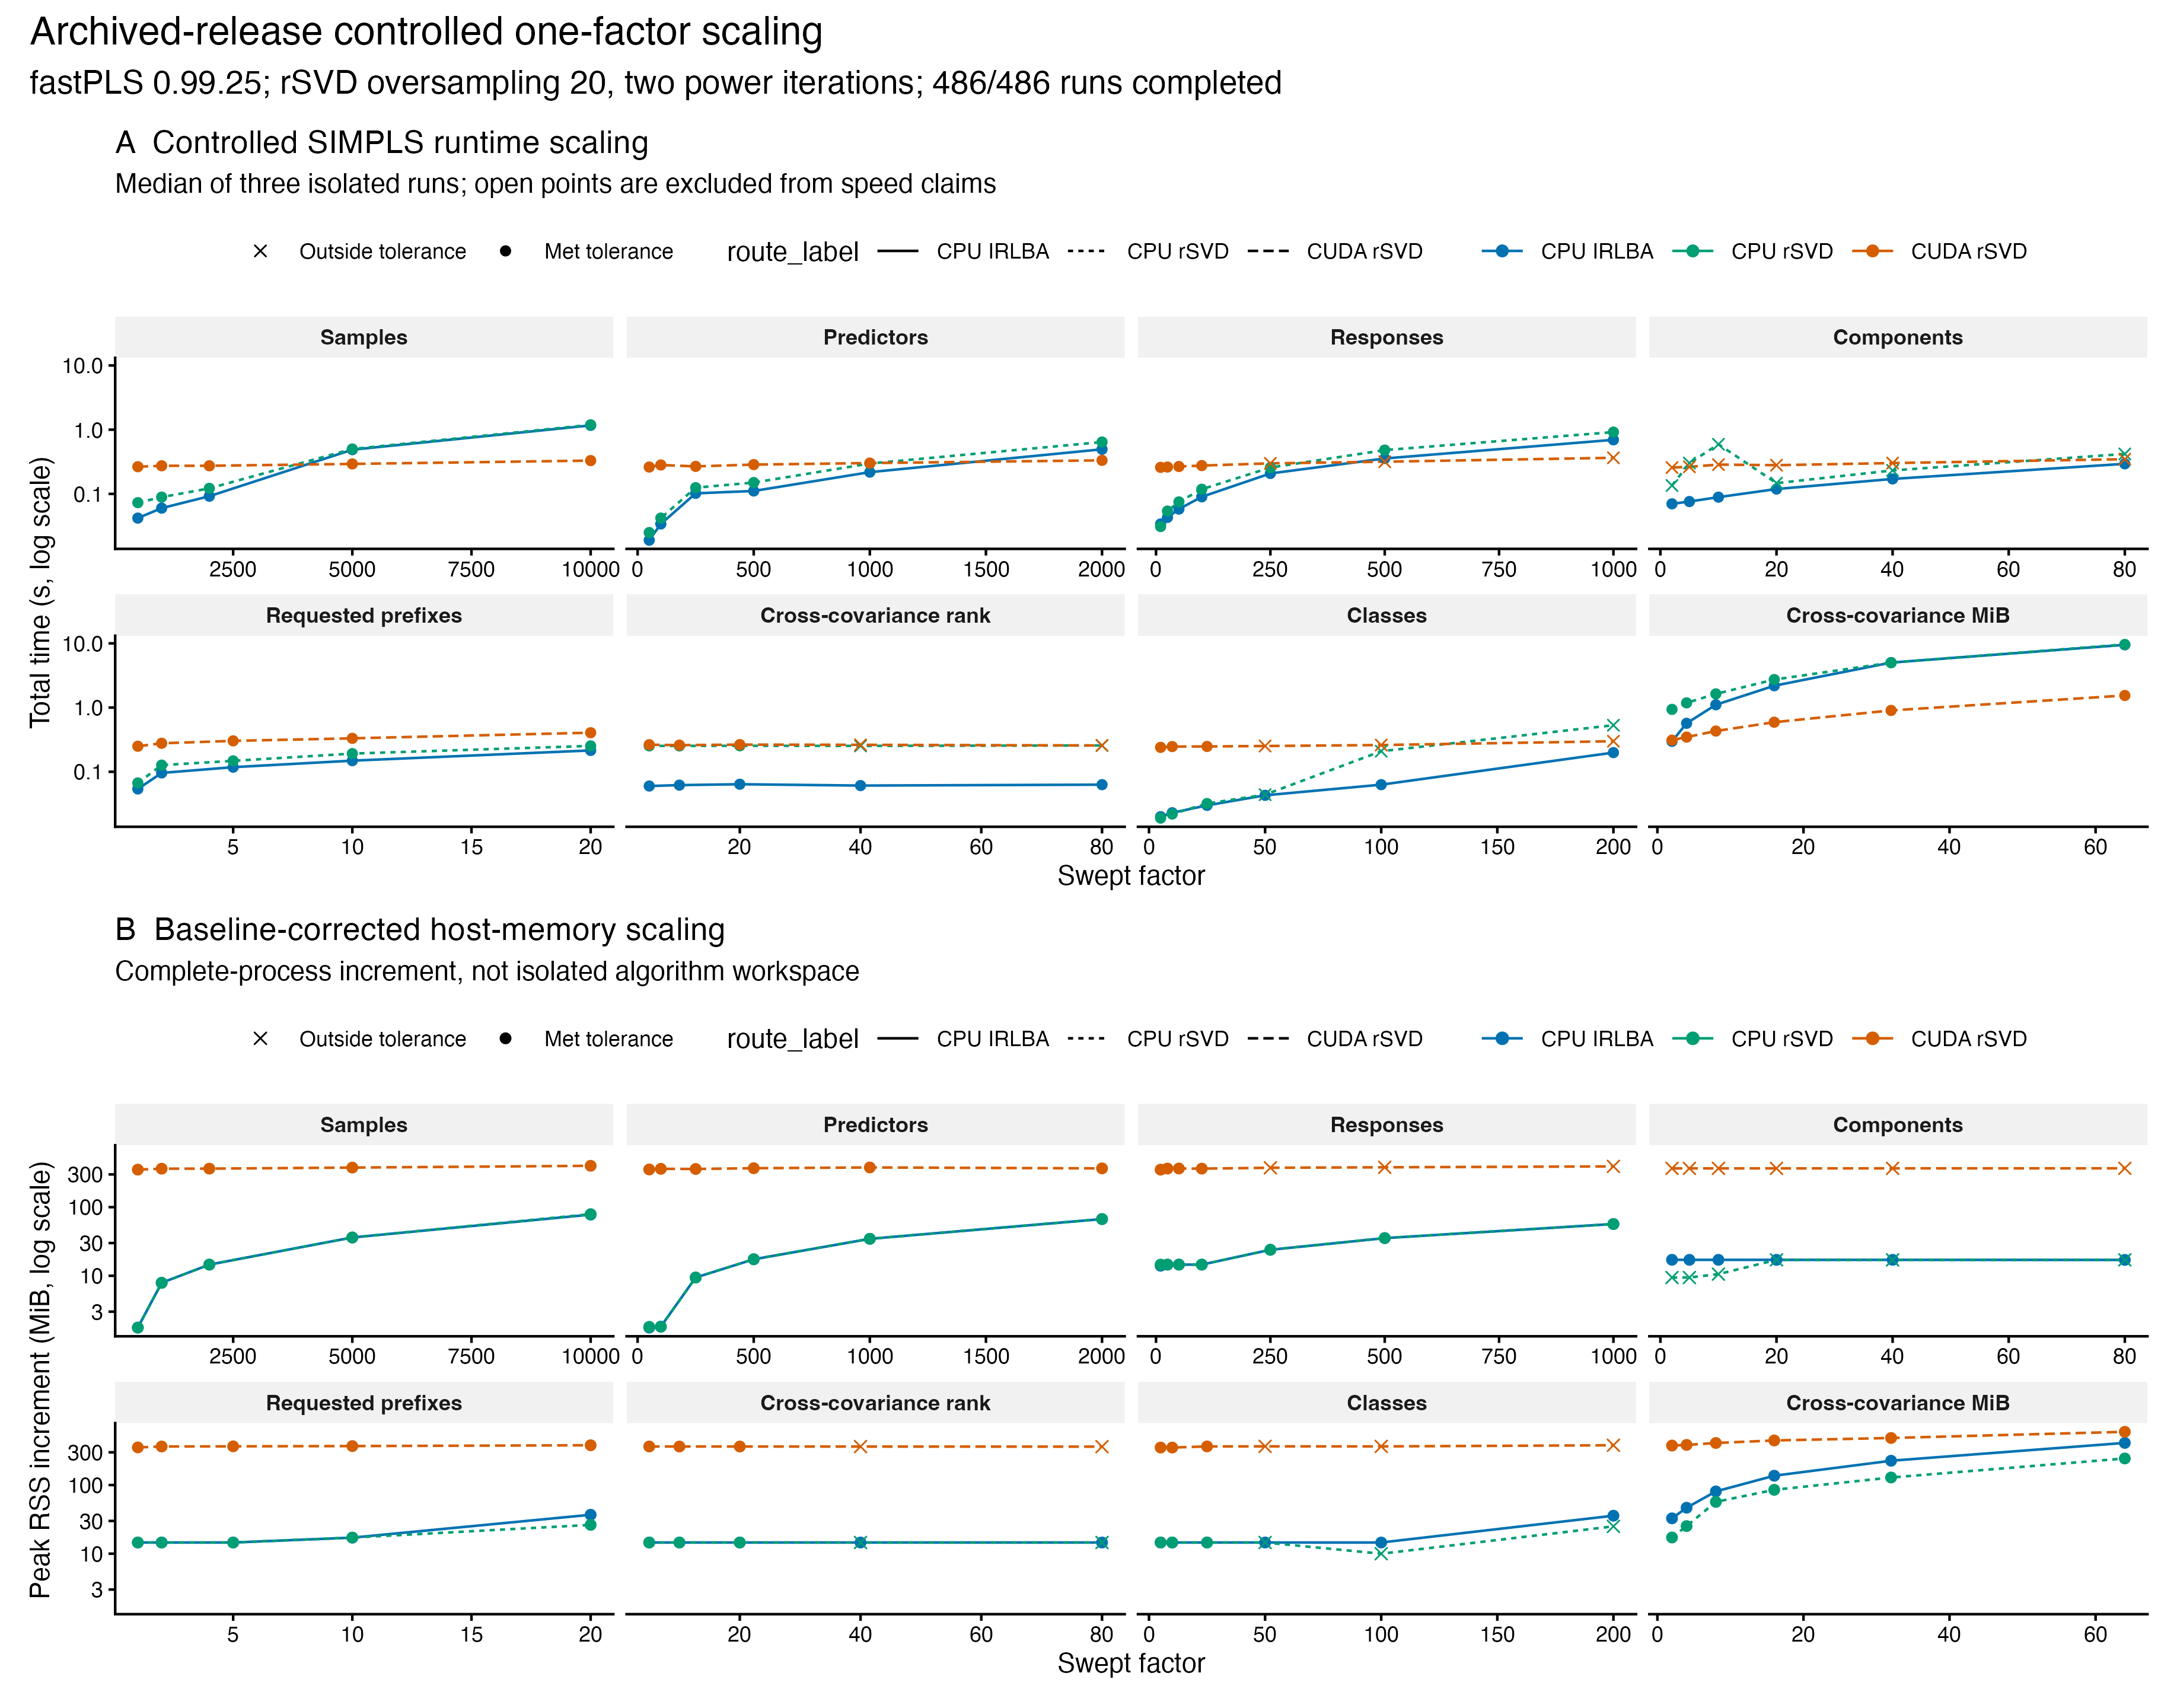 Archived-release controlled one-factor scaling
fastPLS 0.99.25; rSVD oversampling 20, two power iterations; 486/486 runs completed
A Controlled SIMPLS runtime scaling
Median of three isolated runs; open points are excluded from speed claims
Outside tolerance Met tolerance route_label CPU IRLBA CPU rSVD CUDA rSVD CPU IRLBA CPU rSVD CUDA rSVD
Total time (s, log scale)
Samples Predictors Responses Components
10.0
1.0
0.1
2500 5000 7500 10000 0 500 1000 1500 2000 0 250 500 750 1000 0 20 40 60 80
Requested prefixes Cross-covariance rank Classes Cross-covariance MiB
10.0
1.0
0.1
5 10 15 20 20 40 60 80 0 50 100 150 200 0 20 40 60
Swept factor
B Baseline-corrected host-memory scaling
Complete-process increment, not isolated algorithm workspace
Outside tolerance Met tolerance route_label CPU IRLBA CPU rSVD CUDA rSVD CPU IRLBA CPU rSVD CUDA rSVD
Peak RSS increment (MiB, log scale)
Samples Predictors Responses Components
300
100
30
10
3
2500 5000 7500 10000 0 500 1000 1500 2000 0 250 500 750 1000 0 20 40 60 80
Requested prefixes Cross-covariance rank Classes Cross-covariance MiB
300
100
30
10
3
5 10 15 20 20 40 60 80 0 50 100 150 200 0 20 40 60
Swept factor